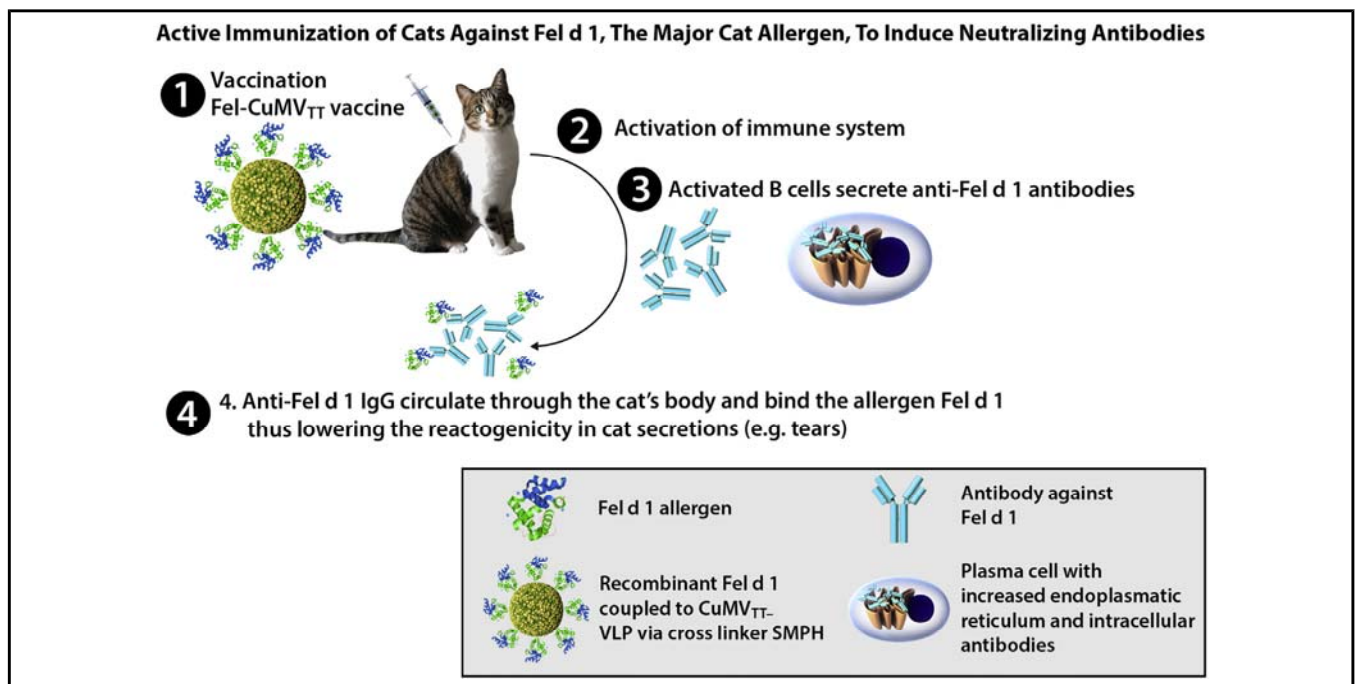 Active Immunization of Cats Against Fel d 1, The Major Cat Allergen, To Induce Neutralizing Antibodies
1 Vaccination
Fel-CuMVTT vaccine
2 Activation of immune system
3 Activated B cells secrete anti-Fel d 1 antibodies
4 4. Anti-Fel d 1 IgG circulate through the cat's body and bind the allergen Fel d 1
thus lowering the reactogenicity in cat secretions (e.g. tears)
Fel d 1 allergen
Antibody against
Fel d 1
Recombinant Fel d 1
coupled to CuMVTT-
VLP via cross linker SMPH
Plasma cell with
increased endoplasmatic
reticulum and intracellular
antibodies